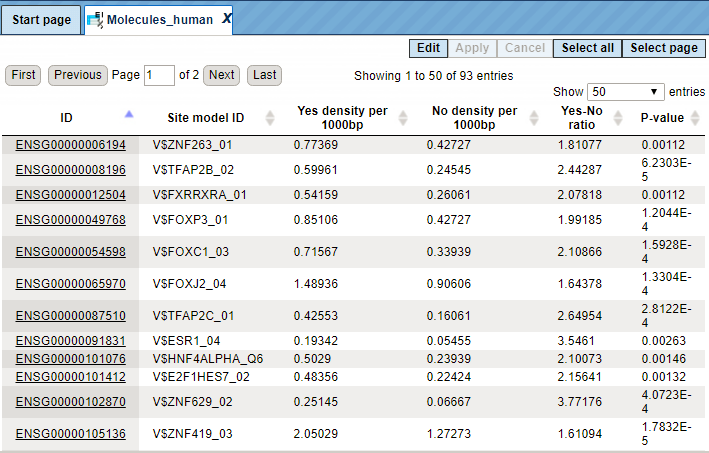 Start page Molecules_human X
Edit Apply Cancel Select all Select page
First Previous Page 1 of 2 Next Last Showing 1 to 50 of 93 entries
Show 50 entries
ID Site model ID Yes density per 1000bp No density per 1000bp Yes-No ratio P-value
ENSG00000006194 V$ZNF263_01 0.77369 0.42727 1.81077 0.00112
ENSG00000008196 V$TFAP2B_02 0.59961 0.24545 2.44287 6.2303E-5
ENSG00000012504 V$FXRRXRA_01 0.54159 0.26061 2.07818 0.00112
ENSG00000049768 V$FOXP3_01 0.85106 0.42727 1.99185 1.2044E-4
ENSG00000054598 V$FOXC1_03 0.71567 0.33939 2.10866 1.5928E-4
ENSG00000065970 V$FOXJ2_04 1.48936 0.90606 1.64378 1.3304E-4
ENSG00000087510 V$TFAP2C_01 0.42553 0.16061 2.64954 2.8122E-4
ENSG00000091831 V$ESR1_04 0.19342 0.05455 3.5461 0.00263
ENSG00000101076 V$HNF4ALPHA_Q6 0.5029 0.23939 2.10073 0.00146
ENSG00000101412 V$E2F1HES7_02 0.48356 0.22424 2.15641 0.00132
ENSG00000102870 V$ZNF629_02 0.25145 0.06667 3.77176 4.0723E-4
ENSG00000105136 V$ZNF419_03 2.05029 1.27273 1.61094 1.7832E-5